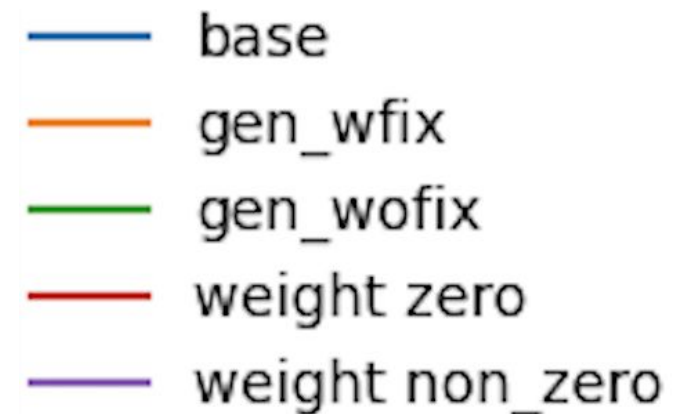 base
gen_wfix
gen_wofix
weight zero
weight non_zero